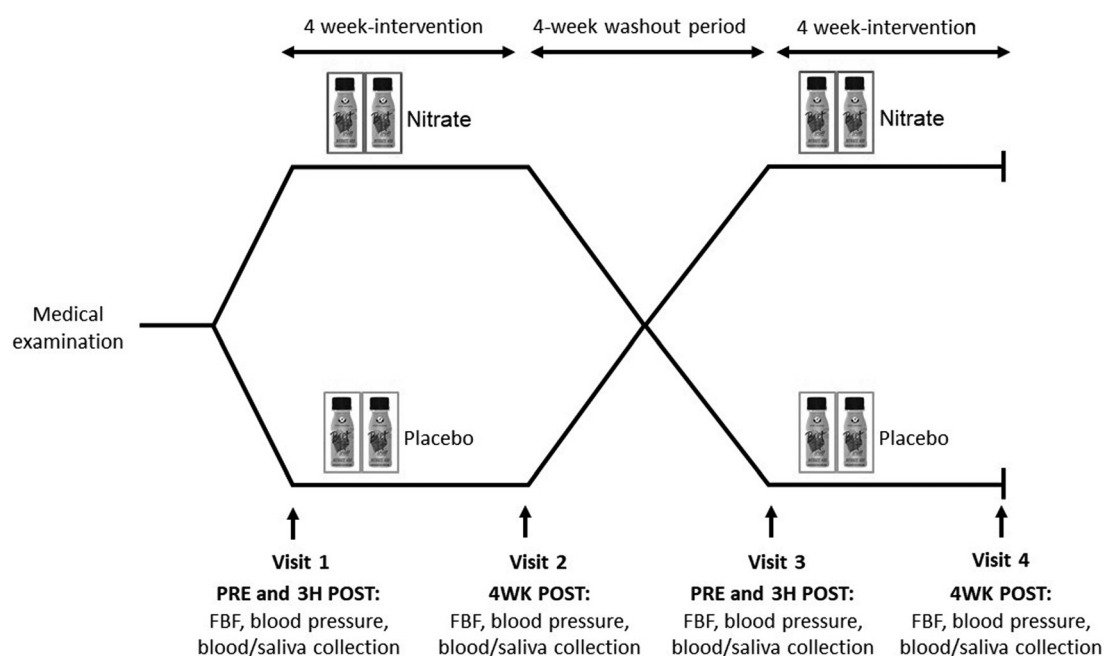 4 week-intervention
4-week washout period
4 week-intervention
Nitrate
Nitrate
Medical
examination
Placebo
Placebo
Visit 1
PRE and 3H POST:
FBF, blood pressure,
blood/saliva collection
Visit 2
4WK POST:
FBF, blood pressure,
blood/saliva collection
Visit 3
PRE and 3H POST:
FBF, blood pressure,
blood/saliva collection
Visit 4
4WK POST:
FBF, blood pressure,
blood/saliva collection